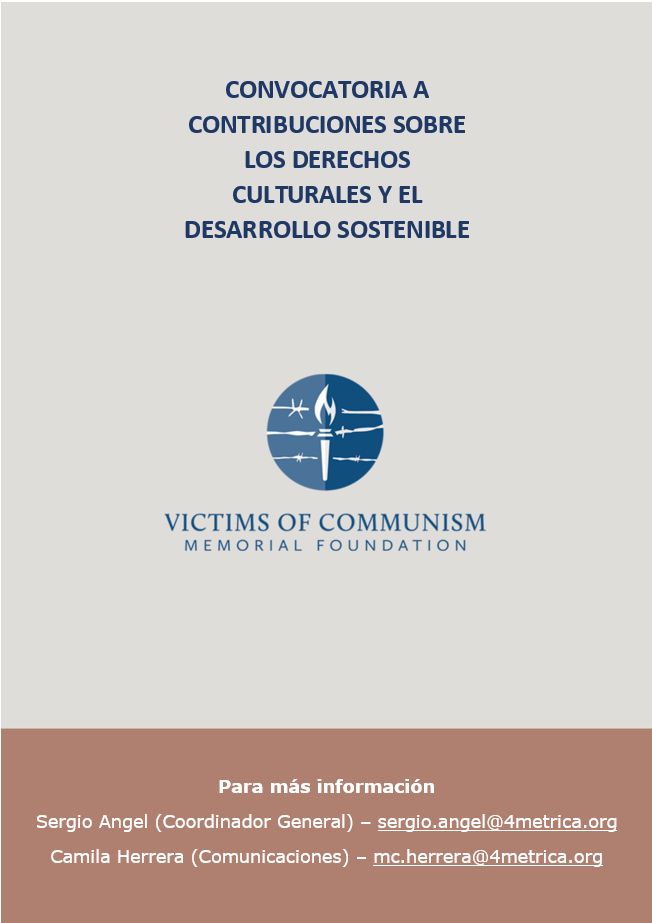 CONVOCATORIA A
CONTRIBUCIONES SOBRE
LOS DERECHOS
CULTURALES Y EL
DESARROLLO SOSTENIBLE
VICTIMS OF COMMUNISM
MEMORIAL FOUNDATION
Para más información
Sergio Angel (Coordinador General) – sergio.angel@4metrica.org
Camila Herrera (Comunicaciones) – mc.herrera@4metrica.org